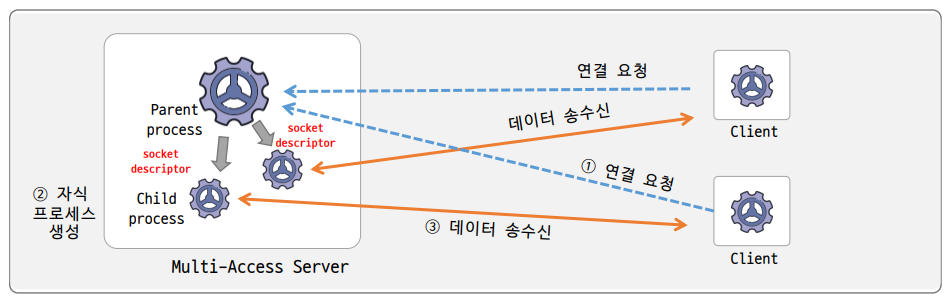 연결 요청
Parent
process
socket
descriptor
데이터 송수신
Client
socket
descriptor
① 연결 요청
② 자식
프로세스
생성
Child
process
③ 데이터 송수신
Client
Multi-Access Server